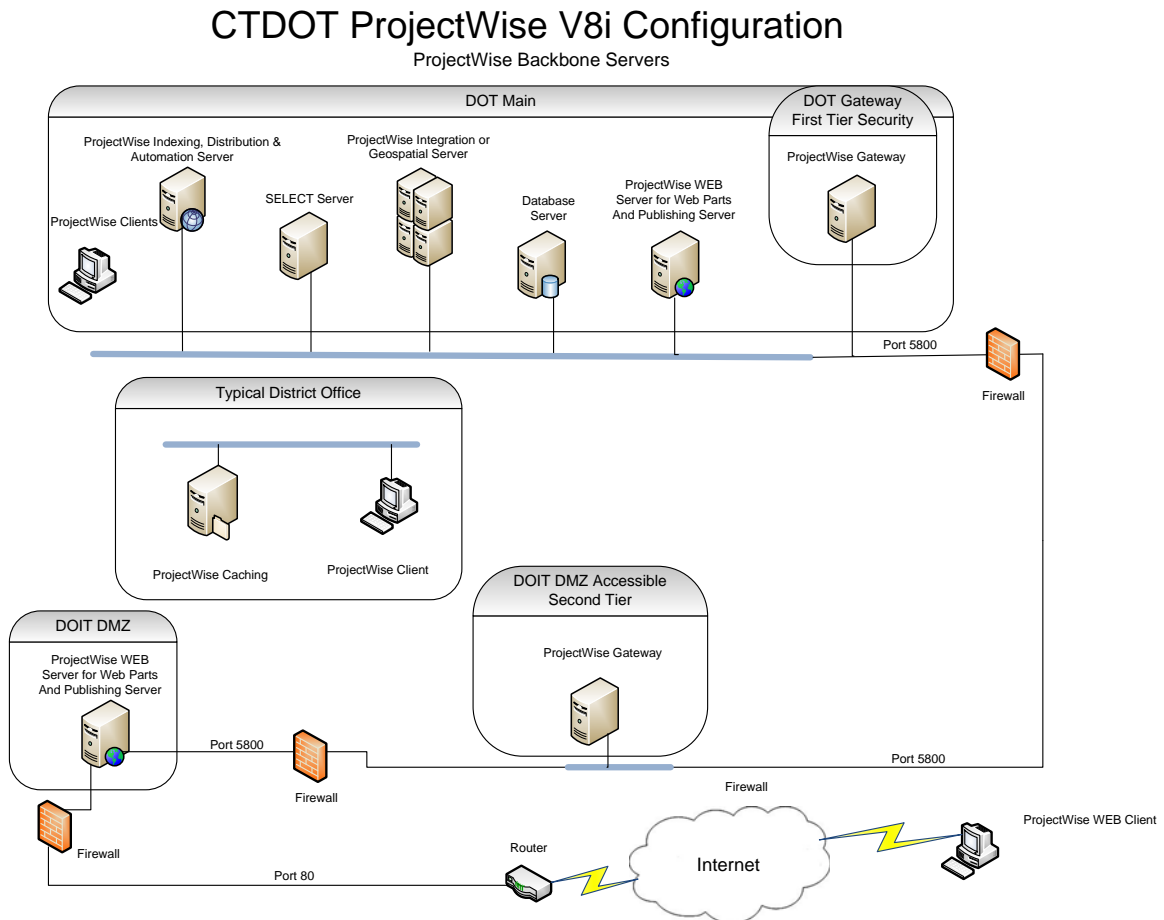 CTDOT ProjectWise V8i Configuration
ProjectWise Backbone Servers
DOT Main
DOT Gateway
First Tier Security
ProjectWise Indexing, Distribution &
Automation Server
ProjectWise Integration or
Geospatial Server
ProjectWise Gateway
SELECT Server
Database
Server
ProjectWise WEB
Server for Web Parts
And Publishing Server
ProjectWise Clients
Port 5800
Firewall
Typical District Office
ProjectWise Caching
ProjectWise Client
DOIT DMZ Accessible
Second Tier
ProjectWise Gateway
DOIT DMZ
ProjectWise WEB
Server for Web Parts
And Publishing Server
Port 5800
Firewall
Port 5800
Firewall
Firewall
Port 80
Router
Internet
ProjectWise WEB Client